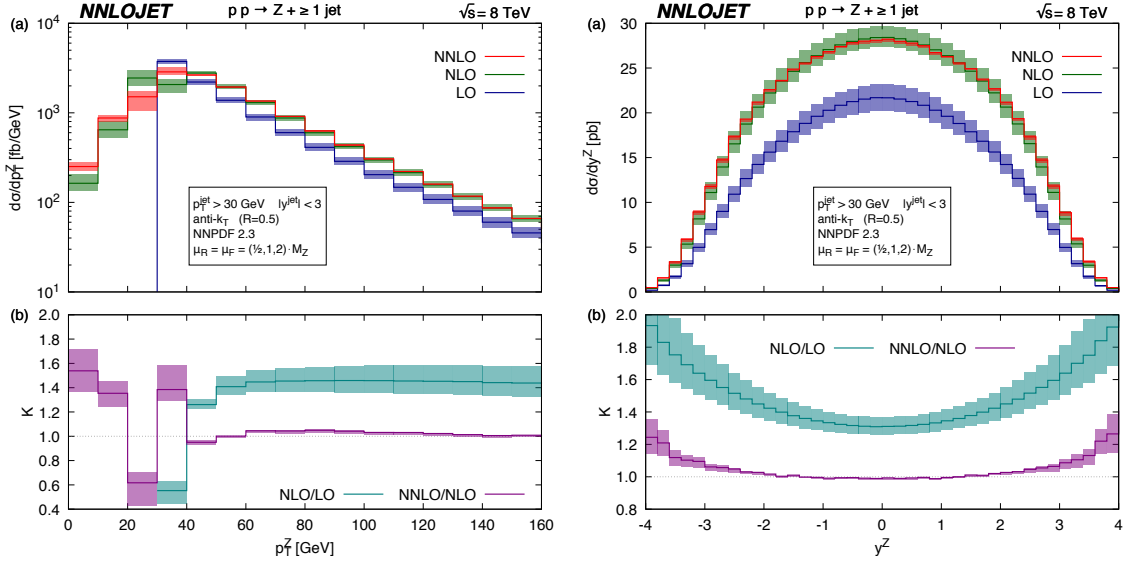 NNLOJET p p → Z + ≥ 1 jet √s = 8 TeV
(a)
10⁴
10³
10²
10¹
dσ/dp_T^Z [fb/GeV]
NNLO
NLO
LO
p_T^jet > 30 GeV |y^jet| < 3
anti-k_T (R=0.5)
NNPDF 2.3
μ_R = μ_F = (½,1,2) · M_Z
(b)
2.0
1.8
1.6
1.4
1.2
1.0
0.8
0.6
0.4
K
NLO/LO NNLO/NLO
0 20 40 60 80 100 120 140 160
p_T^Z [GeV]
NNLOJET p p → Z + ≥ 1 jet √s = 8 TeV
(a)
35
30
25
20
15
10
5
0
dσ/dy^Z [pb]
NNLO
NLO
LO
p_T^jet > 30 GeV |y^jet| < 3
anti-k_T (R=0.5)
NNPDF 2.3
μ_R = μ_F = (½,1,2) · M_Z
(b)
2.0
1.8
1.6
1.4
1.2
1.0
0.8
K
NLO/LO NNLO/NLO
-4 -3 -2 -1 0 1 2 3 4
y^Z